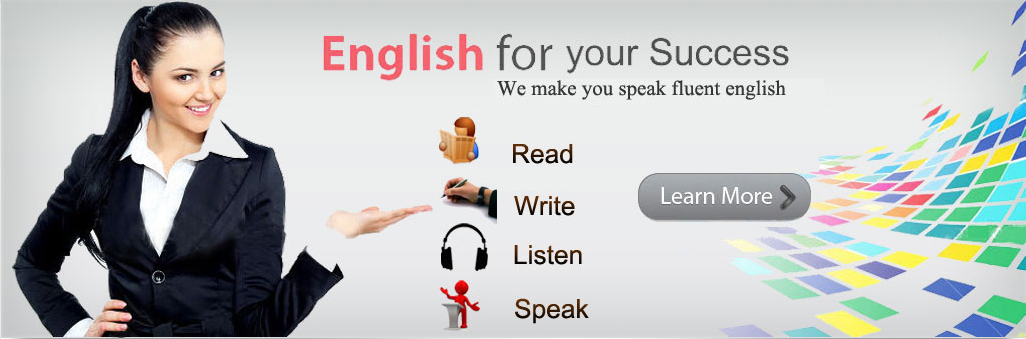 English for your Success
We make you speak fluent english
Read
Write
Learn More
Listen
Speak